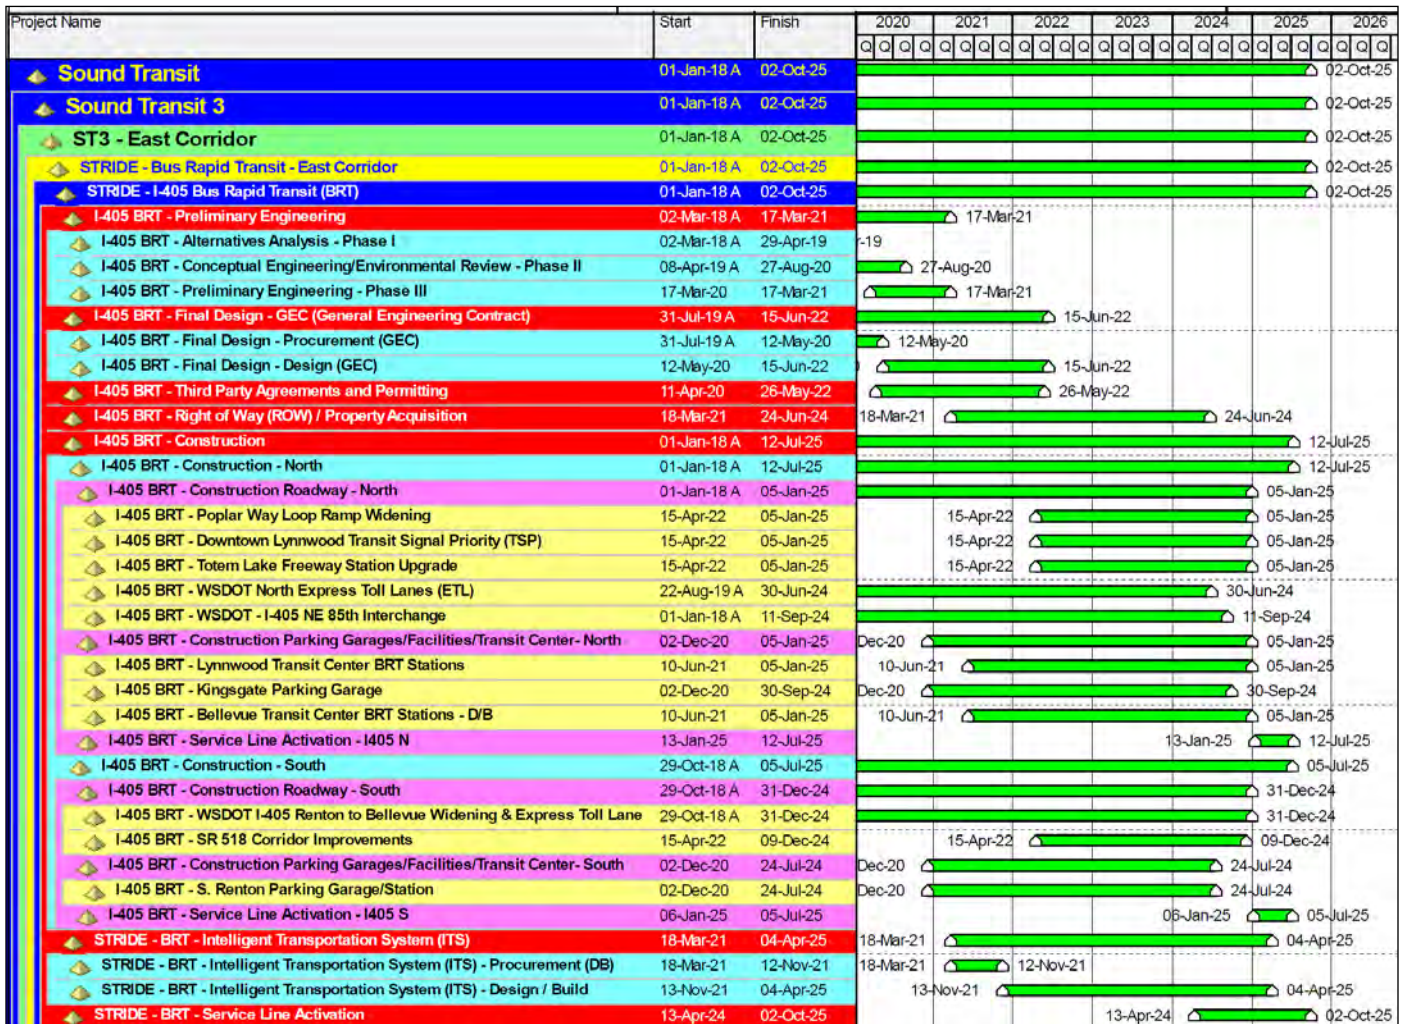 Project Name Start Finish 2020 2021 2022 2023 2024 2025 2026
Q Q Q Q Q Q Q Q Q Q Q Q Q Q Q Q Q Q Q Q Q Q Q Q Q Q Q
Sound Transit 01-Jan-18 A 02-Oct-25 02-Oct-25
Sound Transit 3 01-Jan-18 A 02-Oct-25 02-Oct-25
ST3 - East Corridor 01-Jan-18 A 02-Oct-25 02-Oct-25
STRIDE - Bus Rapid Transit - East Corridor 01-Jan-18 A 02-Oct-25 02-Oct-25
STRIDE - I-405 Bus Rapid Transit (BRT) 01-Jan-18 A 02-Oct-25 02-Oct-25
I-405 BRT - Preliminary Engineering 02-Mar-18 A 17-Mar-21 17-Mar-21
I-405 BRT - Alternatives Analysis - Phase I 02-Mar-18 A 29-Apr-19 r-19
I-405 BRT - Conceptual Engineering/Environmental Review - Phase II 08-Apr-19 A 27-Aug-20 27-Aug-20
I-405 BRT - Preliminary Engineering - Phase III 17-Mar-20 17-Mar-21 17-Mar-21
I-405 BRT - Final Design - GEC (General Engineering Contract) 31-Jul-19 A 15-Jun-22 15-Jun-22
I-405 BRT - Final Design - Procurement (GEC) 31-Jul-19 A 12-May-20 12-May-20
I-405 BRT - Final Design - Design (GEC) 12-May-20 15-Jun-22 15-Jun-22
I-405 BRT - Third Party Agreements and Permitting 11-Apr-20 26-May-22 26-May-22
I-405 BRT - Right of Way (ROW) / Property Acquisition 18-Mar-21 24-Jun-24 18-Mar-21 24-Jun-24
I-405 BRT - Construction 01-Jan-18 A 12-Jul-25 12-Jul-25
I-405 BRT - Construction - North 01-Jan-18 A 12-Jul-25 12-Jul-25
I-405 BRT - Construction Roadway - North 01-Jan-18 A 05-Jan-25 05-Jan-25
I-405 BRT - Poplar Way Loop Ramp Widening 15-Apr-22 05-Jan-25 15-Apr-22 05-Jan-25
I-405 BRT - Downtown Lynnwood Transit Signal Priority (TSP) 15-Apr-22 05-Jan-25 15-Apr-22 05-Jan-25
I-405 BRT - Totem Lake Freeway Station Upgrade 15-Apr-22 05-Jan-25 15-Apr-22 05-Jan-25
I-405 BRT - WSDOT North Express Toll Lanes (ETL) 22-Aug-19 A 30-Jun-24 30-Jun-24
I-405 BRT - WSDOT - I-405 NE 85th Interchange 01-Jan-18 A 11-Sep-24 11-Sep-24
I-405 BRT - Construction Parking Garages/Facilities/Transit Center- North 02-Dec-20 05-Jan-25 Dec-20 05-Jan-25
I-405 BRT - Lynnwood Transit Center BRT Stations 10-Jun-21 05-Jan-25 10-Jun-21 05-Jan-25
I-405 BRT - Kingsgate Parking Garage 02-Dec-20 30-Sep-24 Dec-20 30-Sep-24
I-405 BRT - Bellevue Transit Center BRT Stations - D/B 10-Jun-21 05-Jan-25 10-Jun-21 05-Jan-25
I-405 BRT - Service Line Activation - I405 N 13-Jan-25 12-Jul-25 13-Jan-25 12-Jul-25
I-405 BRT - Construction - South 29-Oct-18 A 05-Jul-25 05-Jul-25
I-405 BRT - Construction Roadway - South 29-Oct-18 A 31-Dec-24 31-Dec-24
I-405 BRT - WSDOT I-405 Renton to Bellevue Widening & Express Toll Lane 29-Oct-18 A 31-Dec-24 31-Dec-24
I-405 BRT - SR 518 Corridor Improvements 15-Apr-22 09-Dec-24 15-Apr-22 09-Dec-24
I-405 BRT - Construction Parking Garages/Facilities/Transit Center- South 02-Dec-20 24-Jul-24 Dec-20 24-Jul-24
I-405 BRT - S. Renton Parking Garage/Station 02-Dec-20 24-Jul-24 Dec-20 24-Jul-24
I-405 BRT - Service Line Activation - I405 S 06-Jan-25 05-Jul-25 06-Jan-25 05-Jul-25
STRIDE - BRT - Intelligent Transportation System (ITS) 18-Mar-21 04-Apr-25 18-Mar-21 04-Apr-25
STRIDE - BRT - Intelligent Transportation System (ITS) - Procurement (DB) 18-Mar-21 12-Nov-21 18-Mar-21 12-Nov-21
STRIDE - BRT - Intelligent Transportation System (ITS) - Design / Build 13-Nov-21 04-Apr-25 13-Nov-21 04-Apr-25
STRIDE - BRT - Service Line Activation 13-Apr-24 02-Oct-25 13-Apr-24 02-Oct-25